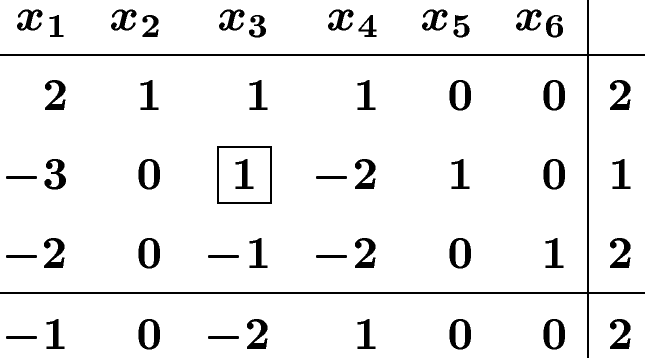 x₁ x₂ x₃ x₄ x₅ x₆
2 1 1 1 0 0 2
−3 0 1 −2 1 0 1
−2 0 −1 −2 0 1 2
−1 0 −2 1 0 0 2